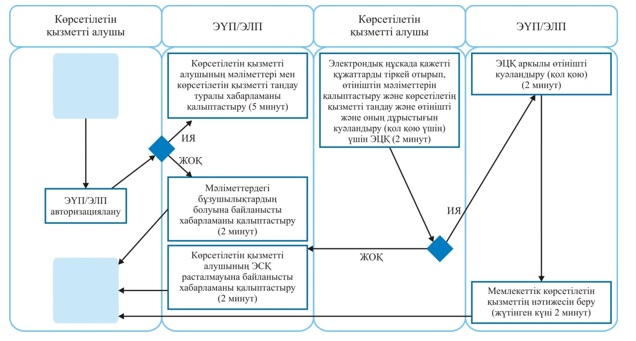 Көрсетілетін
қызметті алушы
ЭҮП/ЭЛП
Көрсетілетін
қызметті алушы
ЭҮП/ЭЛП
Көрсетілетін қызметті
алушының мәліметтері мен
көрсетілетін қызметті таңдау
туралы хабарламаны
қалыптастыру (5 минут)
Электрондық нұсқада қажетті
құжаттарды тіркей отырып,
өтініштің мәліметтерін
қалыптастыру және көрсетілетін
қызметті таңдау және өтінішті
және оның дұрыстығын
куәландыру (қол қою үшін)
үшін ЭЦҚ (2 минут)
ЭЦҚ арқылы өтінішті
куәландыру (қол қою)
(2 минут)
ИЯ
ЖОҚ
ЭҮП/ЭЛП
авторизациялану
Мәліметтердегі
бұзушылықтардың
болуына байланысты
хабарламаны қалыптастыру
(2 минут)
ИЯ
ЖОҚ
Көрсетілетін қызметті
алушының ЭСҚ
расталмауына байланысты
хабарламаны қалыптастыру
(2 минут)
Мемлекеттік көрсетілетін
қызметтің нәтижесін беру
(жүгінген күні 2 минут)